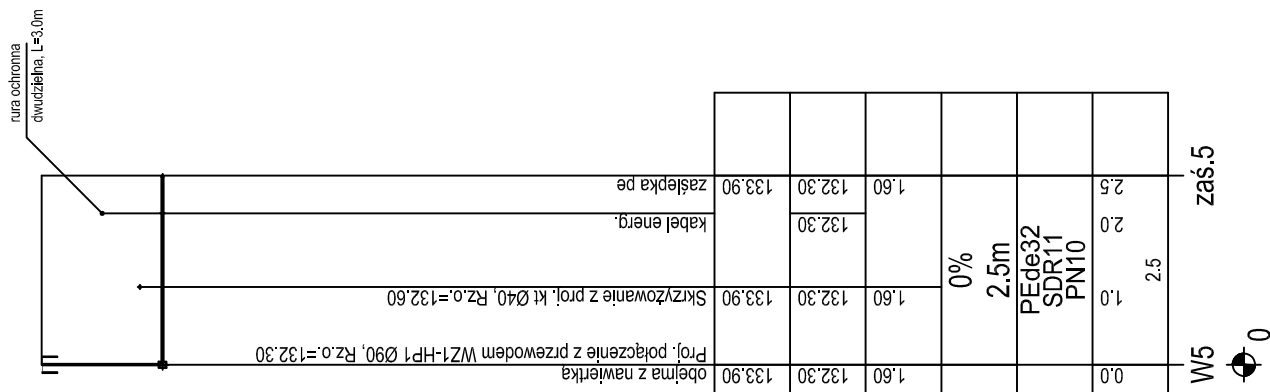 rura ochronna
dwudzielna, L=3.0m
zaślepka pe
133.90
132.30
1.60
2.5
kabel energ.
132.30
2.0
Skrzyżowanie z proj. kt Ø40, Rz.o.=132.60
133.90
132.30
1.60
1.0
Proj. połączenie z przewodem WZ1-HP1 Ø90, Rz.o.=132.30
obejma z nawiertką
133.90
132.30
1.60
0.0
0%
2.5m
PEde32
SDR11
PN10
2.5
zaś.5
W5
0